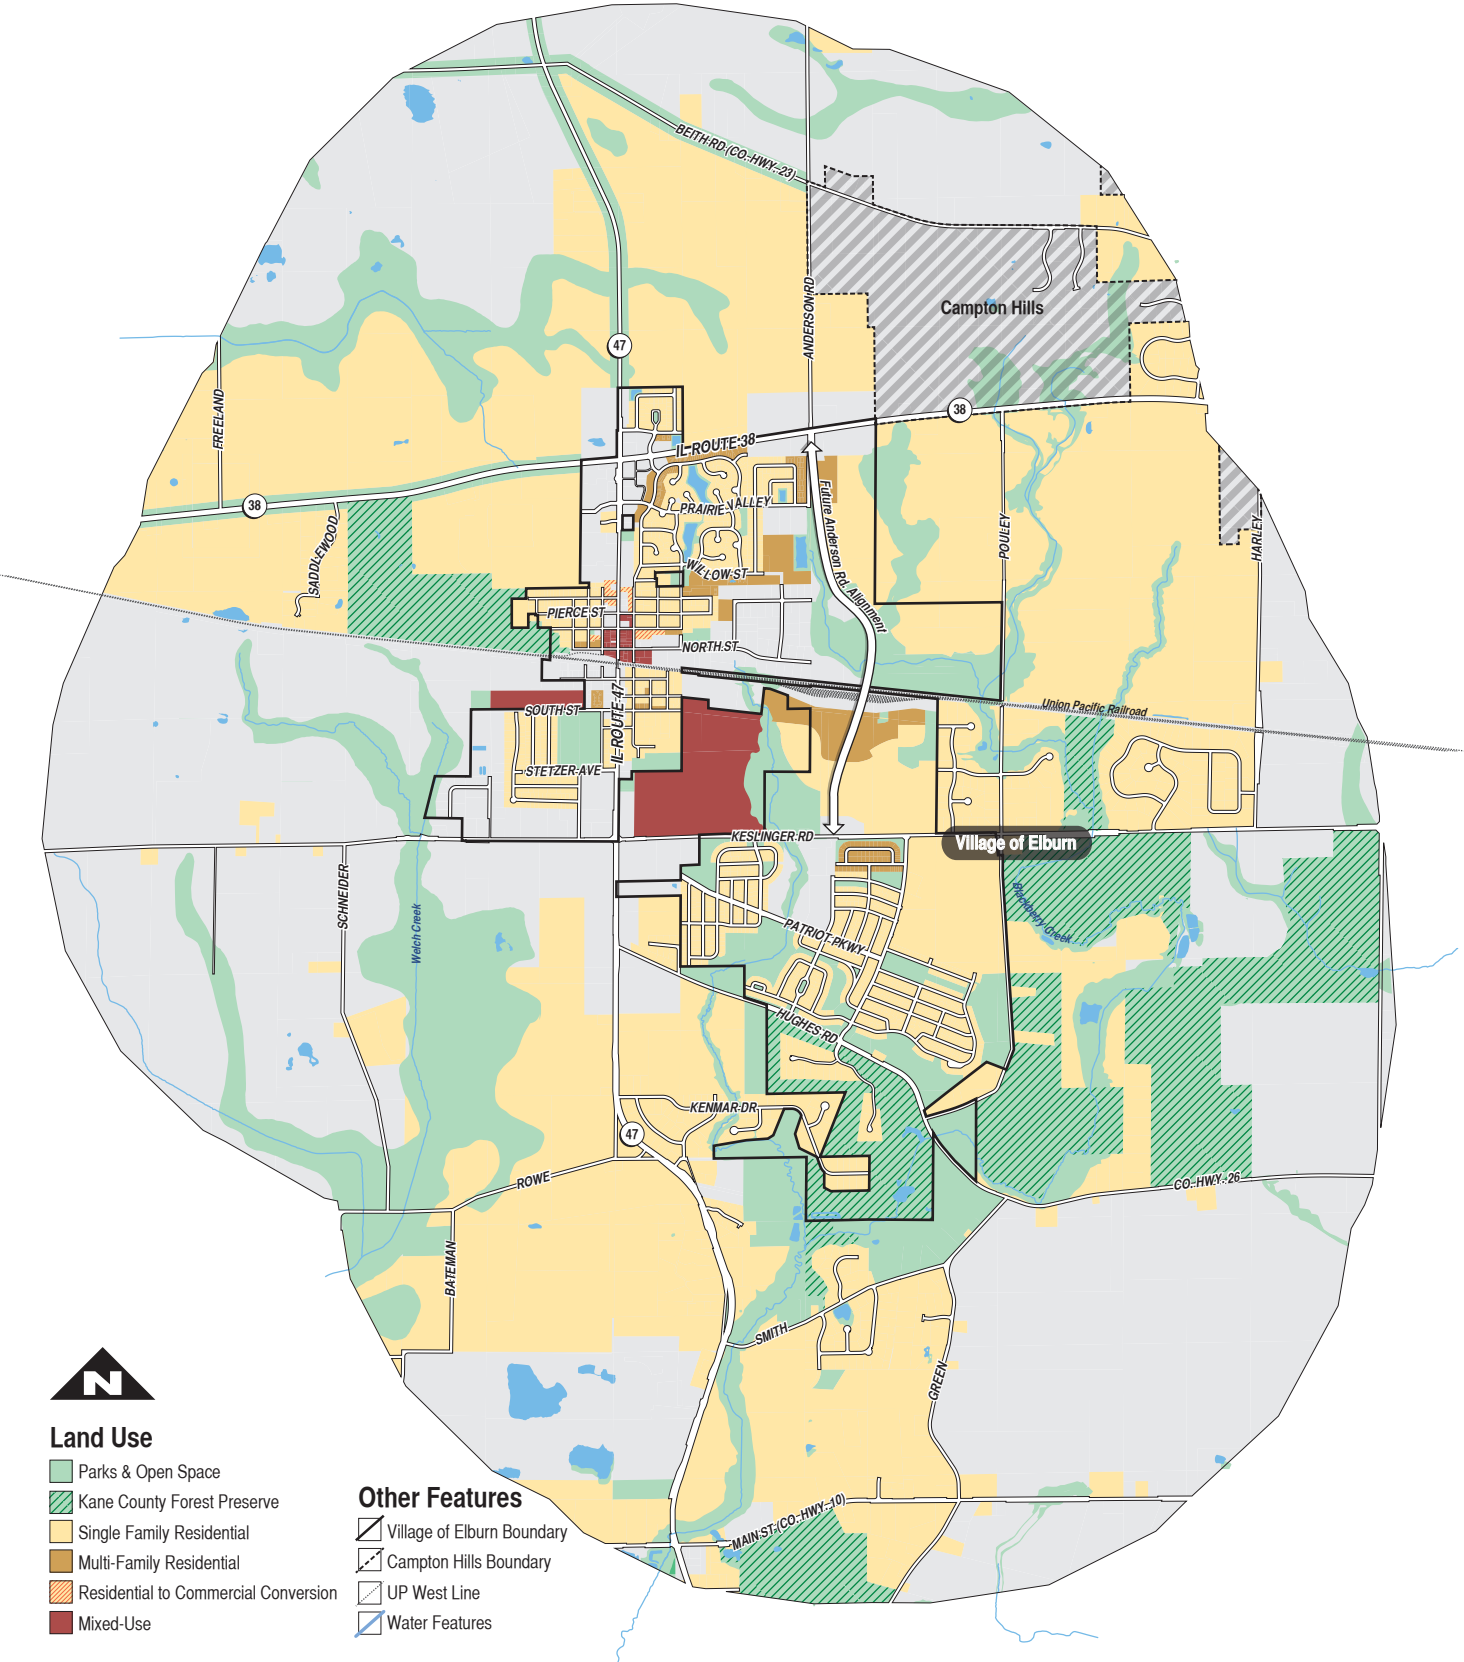 BEITH RD (CO. HWY. 23)
Campton Hills
ANDERSON RD
47
FREELAND
38
IL ROUTE 38
38
PRAIRIE VALLEY
Future Anderson Rd. Alignment
POULEY
HARLEY
SADDLEWOOD
WILLOW ST
PIERCE ST
NORTH ST
SOUTH ST
IL ROUTE 47
Union Pacific Railroad
STETZER AVE
KESLINGER RD
Village of Elburn
SCHNEIDER
Welch Creek
Blackberry Creek
PATRIOT PKWY
HUGHES RD
KENMAR DR
47
ROWE
CO. HWY. 26
BATEMAN
SMITH
GREEN
MAIN ST (CO. HWY. 10)
N
Land Use
Parks & Open Space
Kane County Forest Preserve
Single Family Residential
Multi-Family Residential
Residential to Commercial Conversion
Mixed-Use
Other Features
Village of Elburn Boundary
Campton Hills Boundary
UP West Line
Water Features